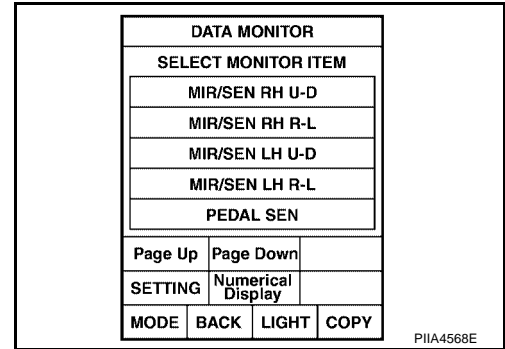 DATA MONITOR
SELECT MONITOR ITEM
MIR/SEN RH U-D
MIR/SEN RH R-L
MIR/SEN LH U-D
MIR/SEN LH R-L
PEDAL SEN
Page Up Page Down
SETTING Numerical Display
MODE BACK LIGHT COPY
PIIA4568E